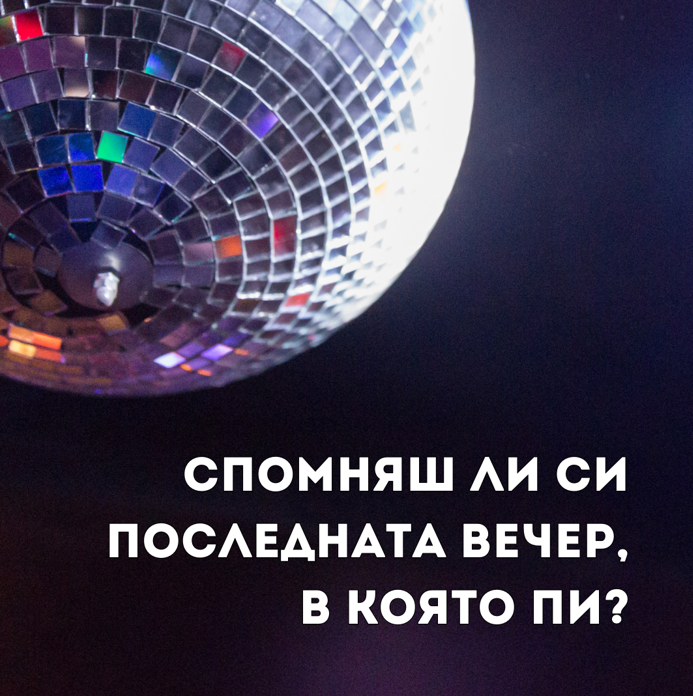 СПОМНЯШ ЛИ СИ
ПОСЛЕДНАТА ВЕЧЕР,
В КОЯТО ПИ?